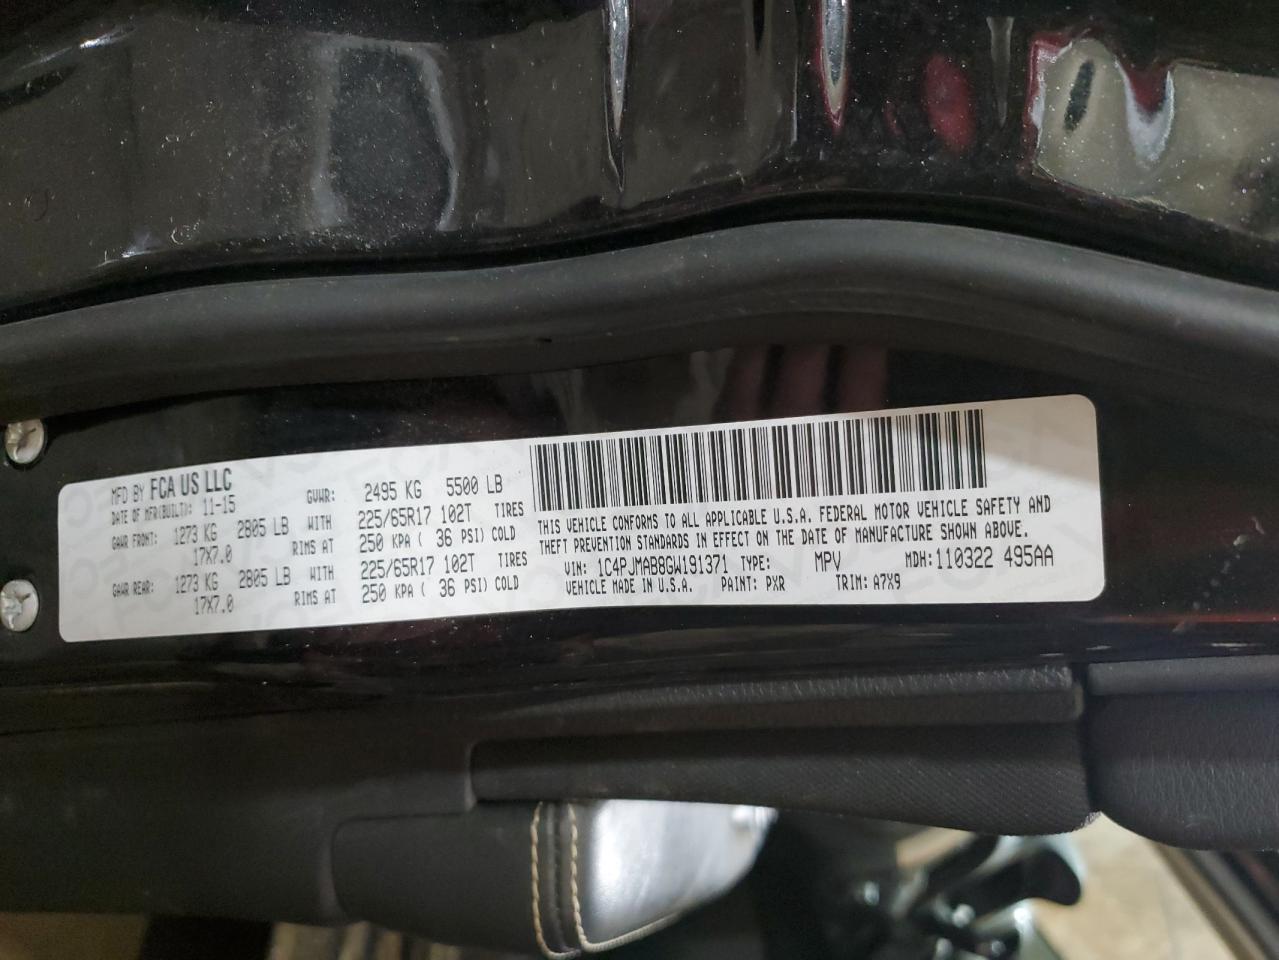 MFD BY FCA US LLC
DATE OF MFR(BUILT): 11-15 GVWR: 2495 KG 5500 LB
GAWR FRONT: 1273 KG 2805 LB WITH 225/65R17 102T TIRES
17X7.0 RIMS AT 250 KPA ( 36 PSI) COLD
GAWR REAR: 1273 KG 2805 LB WITH 225/65R17 102T TIRES
17X7.0 RIMS AT 250 KPA ( 36 PSI) COLD
THIS VEHICLE CONFORMS TO ALL APPLICABLE U.S.A. FEDERAL MOTOR VEHICLE SAFETY AND
THEFT PREVENTION STANDARDS IN EFFECT ON THE DATE OF MANUFACTURE SHOWN ABOVE.
VIN: 1C4PJMAB8GW191371 TYPE: MPV MDH: 110322 495AA
VEHICLE MADE IN U.S.A. PAINT: PXR TRIM: A7X9